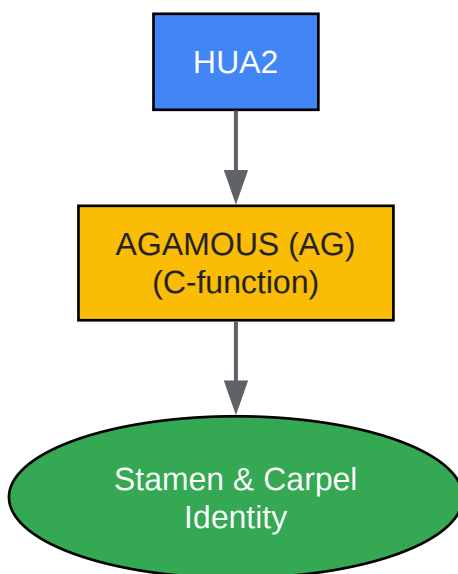 HUA2
AGAMOUS (AG)
(C-function)
Stamen & Carpel
Identity